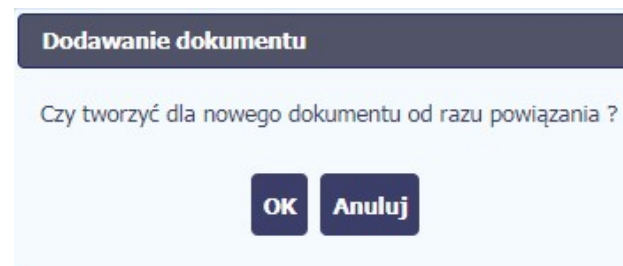 Dodawanie dokumentu
Czy tworzyć dla nowego dokumentu od razu powiązania ?
OK Anuluj